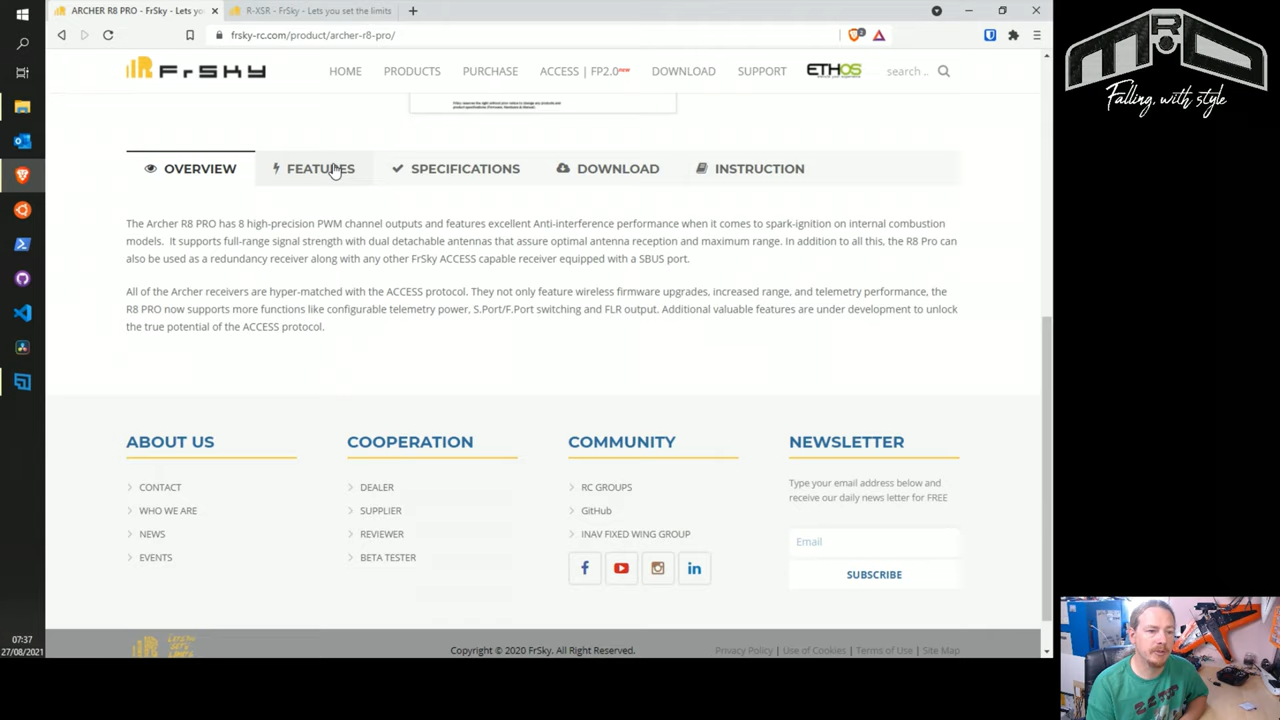 ARCHER R8 PRO - FrSky - Lets yo
R-XSR - FrSky - Lets you set the limits
frsky-rc.com/product/archer-r8-pro/
2
FrSky
HOME
PRODUCTS
PURCHASE
ACCESS | FP2.0 new
DOWNLOAD
SUPPORT
ETHOS
search ..
OVERVIEW
FEATURES
SPECIFICATIONS
DOWNLOAD
INSTRUCTION
The Archer R8 PRO has 8 high-precision PWM channel outputs and features excellent Anti-interference performance when it comes to spark-ignition on internal combustion
models. It supports full-range signal strength with dual detachable antennas that assure optimal antenna reception and maximum range. In addition to all this, the R8 Pro can
also be used as a redundancy receiver along with any other FrSky ACCESS capable receiver equipped with a SBUS port.
All of the Archer receivers are hyper-matched with the ACCESS protocol. They not only feature wireless firmware upgrades, increased range, and telemetry performance, the
R8 PRO now supports more functions like configurable telemetry power, S.Port/F.Port switching and FLR output. Additional valuable features are under development to unlock
the true potential of the ACCESS protocol.
ABOUT US
CONTACT
WHO WE ARE
NEWS
EVENTS
COOPERATION
DEALER
SUPPLIER
REVIEWER
BETA TESTER
COMMUNITY
RC GROUPS
GitHub
INAV FIXED WING GROUP
NEWSLETTER
Type your email address below and
receive our daily news letter for FREE
Email
SUBSCRIBE
Copyright © 2020 FrSky. All Right Reserved.
Privacy Policy | Use of Cookies | Terms of Use | Site Map
07:37
27/08/2021
MRD
Falling, with style